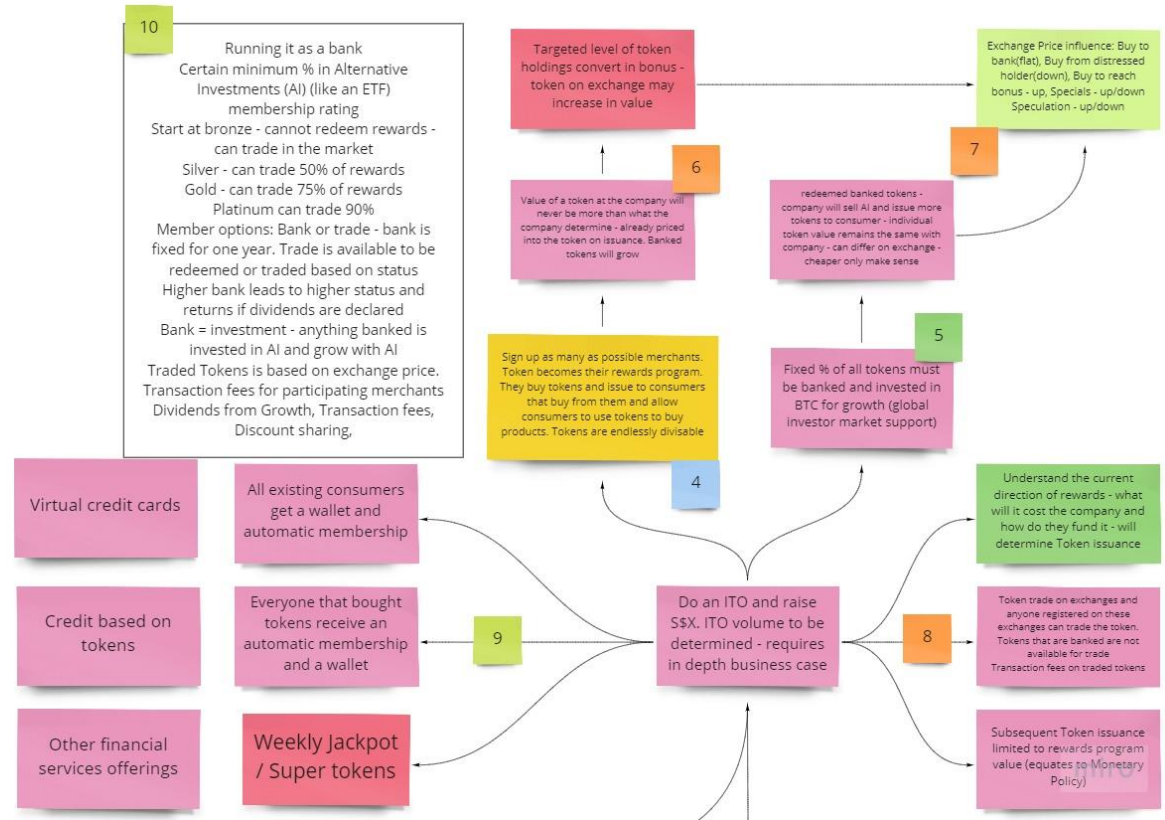 10
Running it as a bank
Certain minimum % in Alternative
Investments (AI) (like an ETF)
membership rating
Start at bronze - cannot redeem rewards -
can trade in the market
Silver - can trade 50% of rewards
Gold - can trade 75% of rewards
Platinum can trade 90%
Member options: Bank or trade - bank is
fixed for one year. Trade is available to be
redeemed or traded based on status
Higher bank leads to higher status and
returns if dividends are declared
Bank = investment - anything banked is
invested in AI and grow with AI
Traded Tokens is based on exchange price.
Transaction fees for participating merchants
Dividends from Growth, Transaction fees,
Discount sharing,
Targeted level of token
holdings convert in bonus -
token on exchange may
increase in value
Exchange Price influence: Buy to
bank(flat), Buy from distressed
holder(down), Buy to reach
bonus - up, Specials - up/down
Speculation - up/down
6
7
Value of a token at the company will
never be more than what the
company determine - already priced
into the token on issuance. Banked
tokens will grow
redeemed banked tokens -
company will sell AI and issue more
tokens to consumer - individual
token value remains the same with
company - can differ on exchange -
cheaper only make sense
Sign up as many as possible merchants.
Token becomes their rewards program.
They buy tokens and issue to consumers
that buy from them and allow
consumers to use tokens to buy
products. Tokens are endlessly divisable
4
5
Fixed % of all tokens must
be banked and invested in
BTC for growth (global
investor market support)
Virtual credit cards
All existing consumers
get a wallet and
automatic membership
Understand the current
direction of rewards - what
will it cost the company and
how do they fund it - will
determine Token issuance
Credit based on
tokens
Everyone that bought
tokens receive an
automatic membership
and a wallet
9
Do an ITO and raise
S$X. ITO volume to be
determined - requires
in depth business case
8
Token trade on exchanges and
anyone registered on these
exchanges can trade the token.
Tokens that are banked are not
available for trade
Transaction fees on traded tokens
Other financial
services offerings
Weekly Jackpot
/ Super tokens
Subsequent Token issuance
limited to rewards program
value (equates to Monetary
Policy)
miro